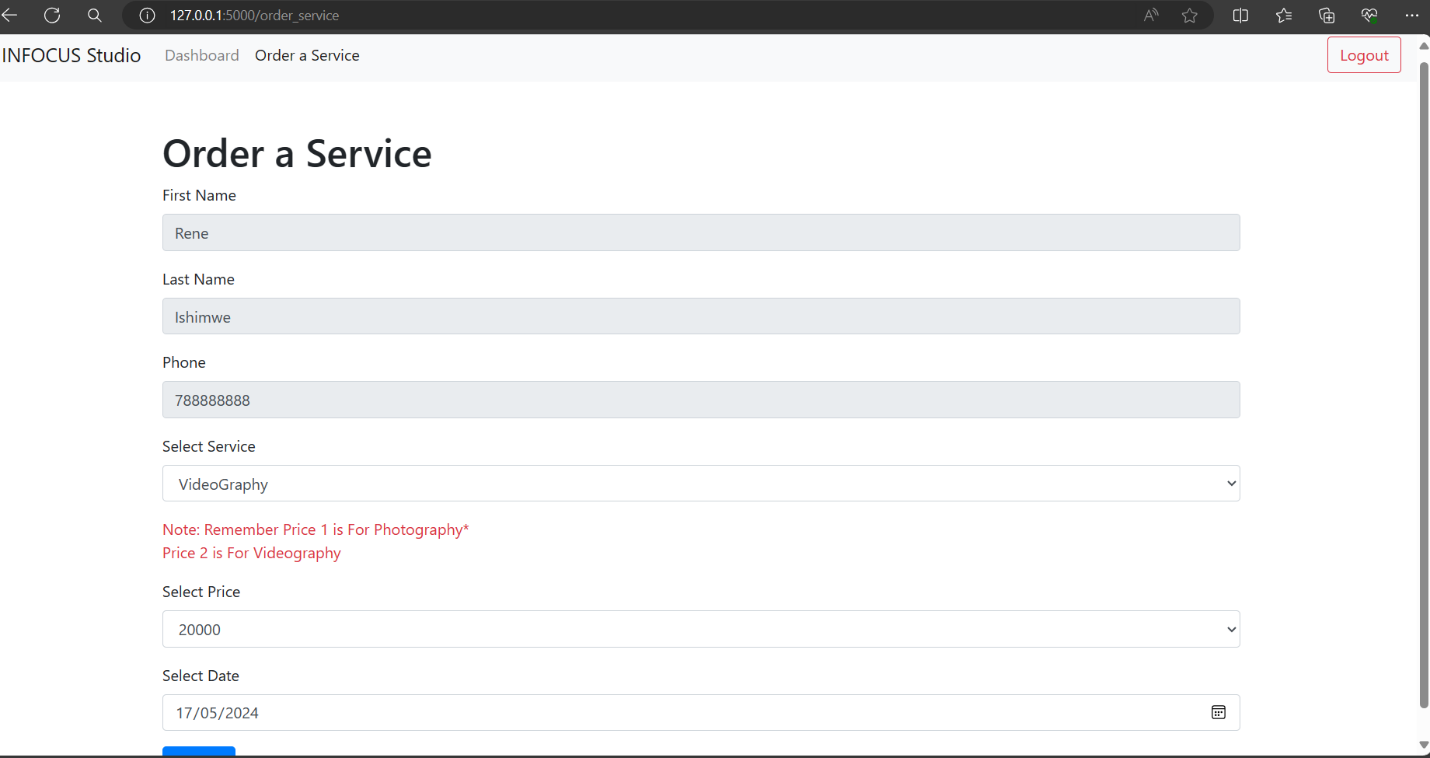 127.0.0.1:5000/order_service
INFOCUS Studio Dashboard Order a Service Logout
Order a Service
First Name
Rene
Last Name
Ishimwe
Phone
788888888
Select Service
VideoGraphy
Note: Remember Price 1 is For Photography*
Price 2 is For Videography
Select Price
20000
Select Date
17/05/2024